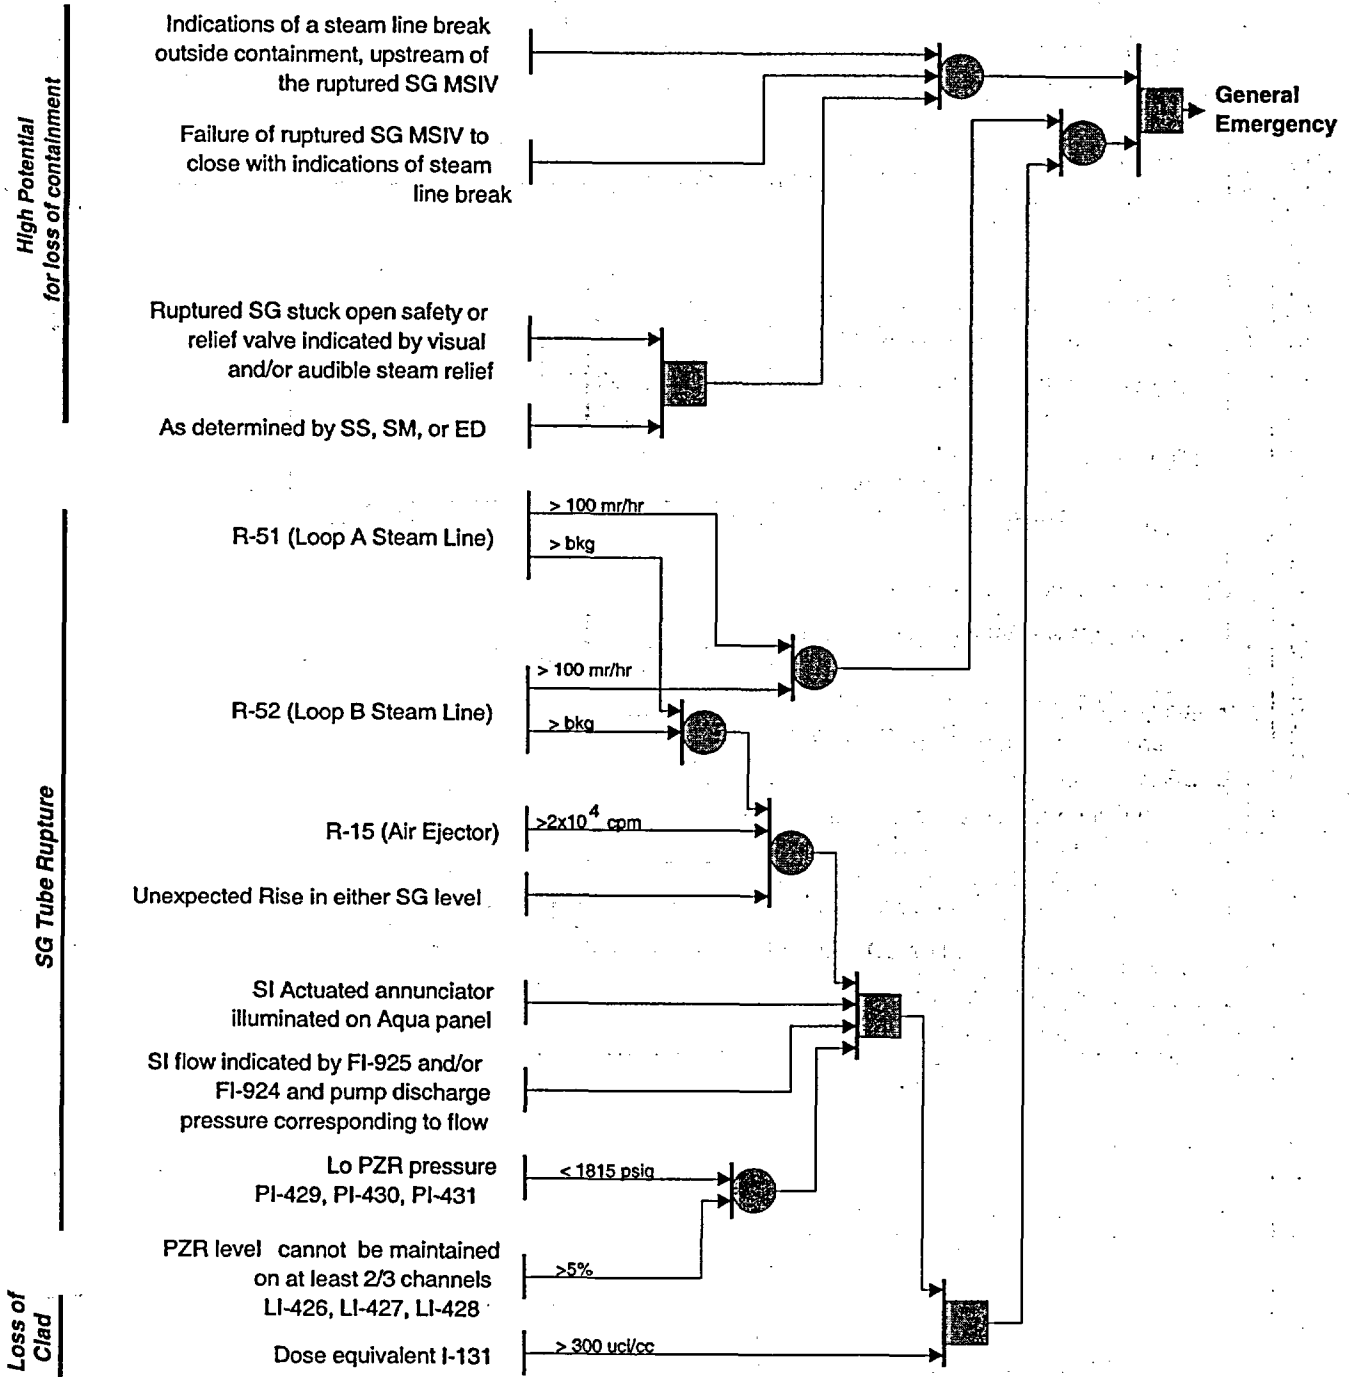 High Potential
for loss of containment
Indications of a steam line break
outside containment, upstream of
the ruptured SG MSIV
Failure of ruptured SG MSIV to
close with indications of steam
line break
General
Emergency
Ruptured SG stuck open safety or
relief valve indicated by visual
and/or audible steam relief
As determined by SS, SM, or ED
SG Tube Rupture
R-51 (Loop A Steam Line)
> 100 mr/hr
> bkg
R-52 (Loop B Steam Line)
> 100 mr/hr
> bkg
R-15 (Air Ejector)
>2x10^4 cpm
Unexpected Rise in either SG level
SI Actuated annunciator
illuminated on Aqua panel
SI flow indicated by FI-925 and/or
FI-924 and pump discharge
pressure corresponding to flow
Lo PZR pressure
PI-429, PI-430, PI-431
< 1815 psig
PZR level cannot be maintained
on at least 2/3 channels
LI-426, LI-427, LI-428
>5%
Loss of
Clad
Dose equivalent I-131
> 300 uci/cc